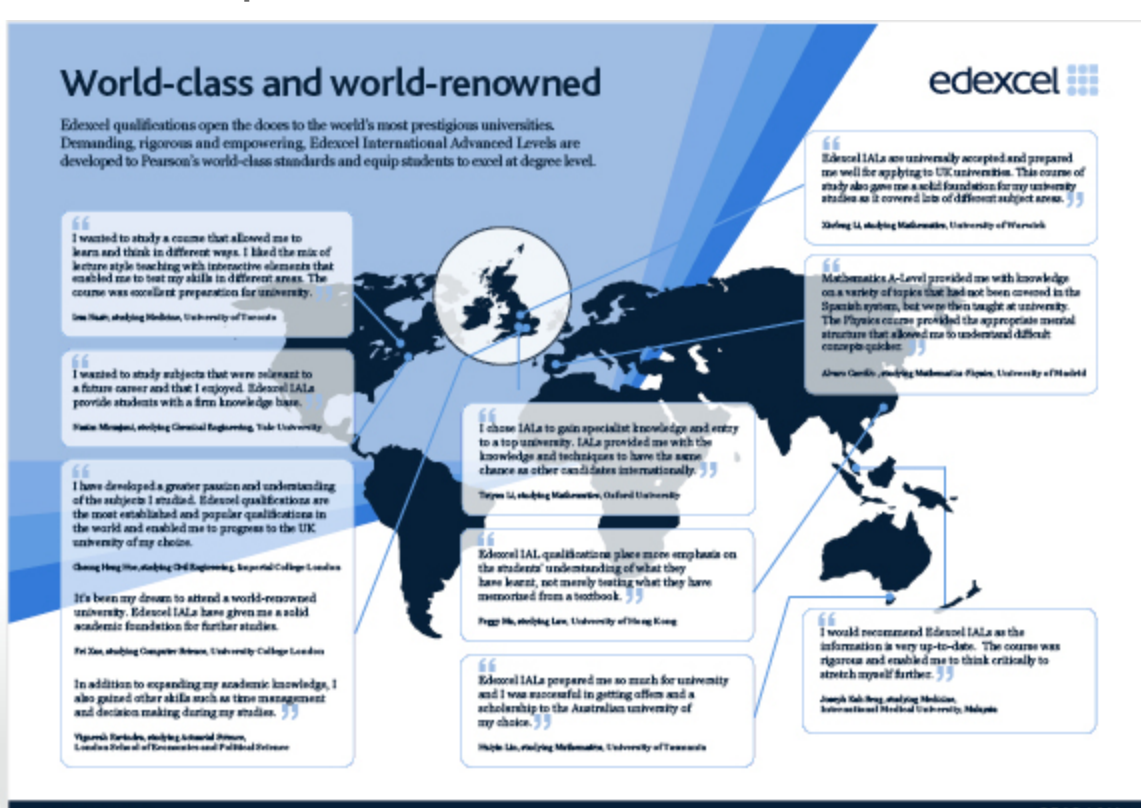 World-class and world-renowned
edexcel
Edexcel qualifications open the doors to the world's most prestigious universities.
Demanding, rigorous and empowering, Edexcel International Advanced Levels are
developed to Pearson's world-class standards and equip students to excel at degree level.
“
I wanted to study a course that allowed me to
learn and think in different ways. I liked the mix of
lecture style teaching with interactive elements that
enabled me to test my skills in different areas. The
course was excellent preparation for university. ”
studying Medicine, University of Toronto
“
I wanted to study subjects that were relevant to
a future career and that I enjoyed. Edexcel IALs
provide students with a firm knowledge base. ”
studying Chemical Engineering, Yale University
“
I have developed a greater passion and understanding
of the subjects I studied. Edexcel qualifications are
the most established and popular qualifications in
the world and enabled me to progress to the UK
university of my choice.
studying Civil Engineering, Imperial College London
It's been my dream to attend a world-renowned
university. Edexcel IALs have given me a solid
academic foundation for further studies.
studying Computer Science, University College London
In addition to expanding my academic knowledge, I
also gained other skills such as time management
and decision making during my studies. ”
studying Actuarial Science,
London School of Economics and Political Science
“
I chose IALs to gain specialist knowledge and entry
to a top university. IALs provided me with the
knowledge and techniques to have the same
chance as other candidates internationally. ”
Li, studying Mathematics, Oxford University
“
Edexcel IAL qualifications place more emphasis on
the students' understanding of what they
have learnt, not merely testing what they have
memorized from a textbook. ”
Peggy Ma, studying Law, University of Hong Kong
“
Edexcel IALs prepared me so much for university
and I was successful in getting offers and a
scholarship to the Australian university of
my choice. ”
studying Mathematics, University of Tasmania
“
Edexcel IALs are universally accepted and prepared
me well for applying to UK universities. This course of
study also gave me a solid foundation for my university
studies as it covered lots of different subject areas. ”
Li, studying Mathematics, University of Warwick
“
Mathematics A-Level provided me with knowledge
on a variety of topics that had not been covered in the
Spanish system, but were then taught at university.
The Physics course provided the appropriate mental
structure that allowed me to understand difficult
concepts quicker. ”
Alvaro studying Mathematics-Physics, University of Madrid
“
I would recommend Edexcel IALs as the
information is very up-to-date. The course was
rigorous and enabled me to think critically to
stretch myself further. ”
Joseph studying Medicine,
International Medical University, Malaysia